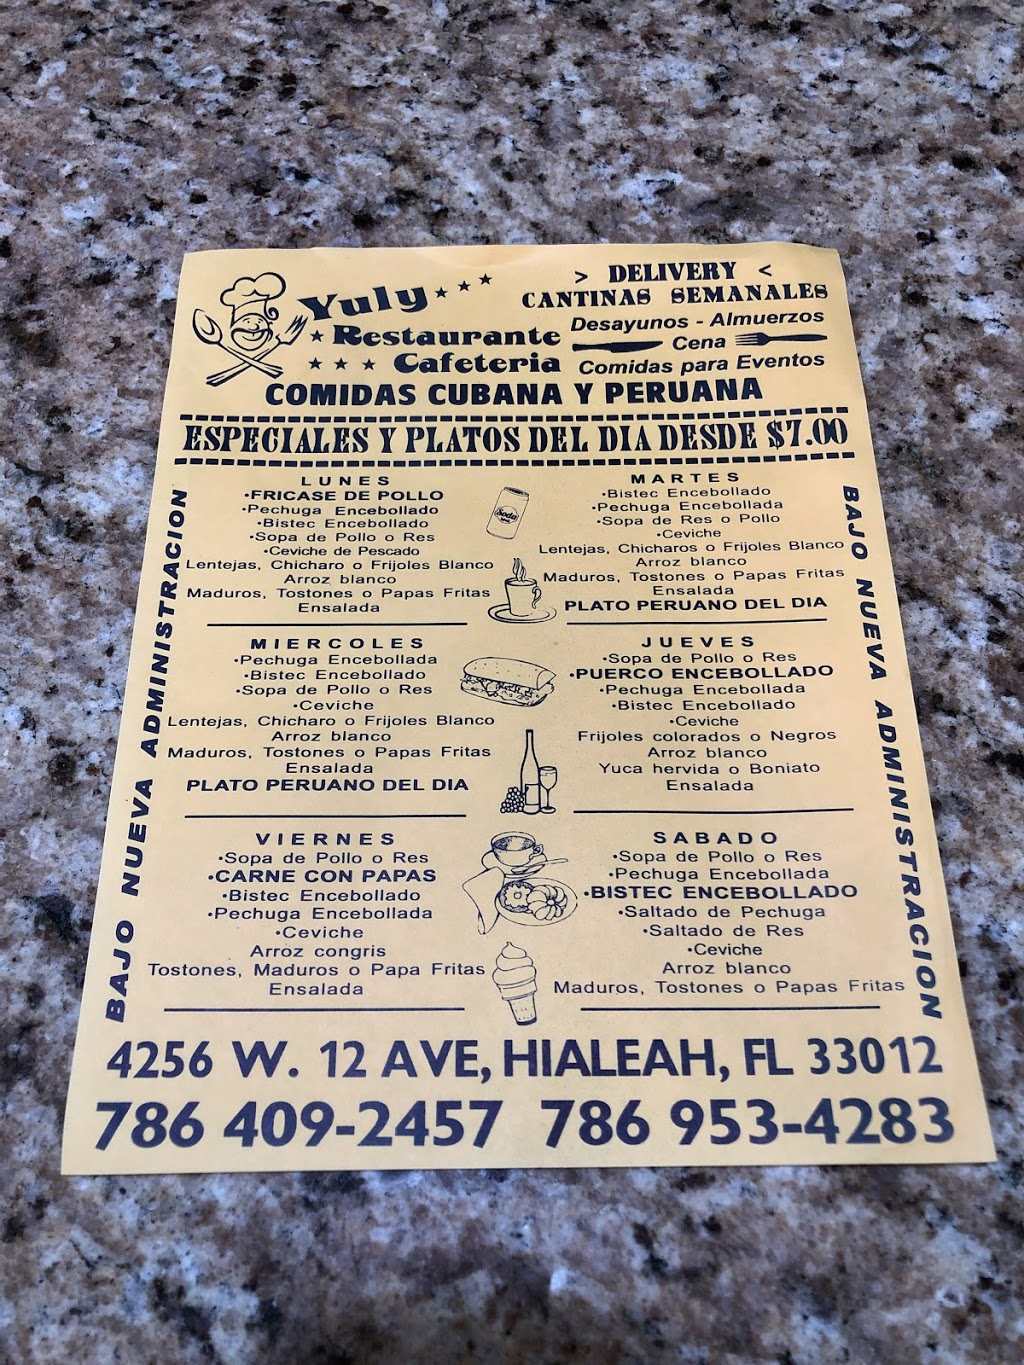 Yuly
Restaurante
Cafeteria
> DELIVERY <
CANTINAS SEMANALES
Desayunos - Almuerzos
Cena
Comidas para Eventos
COMIDAS CUBANA Y PERUANA
ESPECIALES Y PLATOS DEL DIA DESDE $7.00
BAJO NUEVA ADMINISTRACION
LUNES
•FRICASE DE POLLO
•Pechuga Encebollado
•Bistec Encebollado
•Sopa de Pollo o Res
•Ceviche de Pescado
Lentejas, Chicharo o Frijoles Blanco
Arroz blanco
Maduros, Tostones o Papas Fritas
Ensalada
Soda
MARTES
•Bistec Encebollado
•Pechuga Encebollada
•Sopa de Res o Pollo
•Ceviche
Lentejas, Chicharos o Frijoles Blanco
Arroz blanco
Maduros, Tostones o Papas Fritas
Ensalada
PLATO PERUANO DEL DIA
BAJO NUEVA ADMINISTRACION
MIERCOLES
•Pechuga Encebollada
•Bistec Encebollado
•Sopa de Pollo o Res
•Ceviche
Lentejas, Chicharo o Frijoles Blanco
Arroz blanco
Maduros, Tostones o Papas Fritas
Ensalada
PLATO PERUANO DEL DIA
JUEVES
•Sopa de Pollo o Res
•PUERCO ENCEBOLLADO
•Pechuga Encebollada
•Bistec Encebollado
•Ceviche
Frijoles colorados o Negros
Arroz blanco
Yuca hervida o Boniato
Ensalada
VIERNES
•Sopa de Pollo o Res
•CARNE CON PAPAS
•Bistec Encebollado
•Pechuga Encebollada
•Ceviche
Arroz congris
Tostones, Maduros o Papa Fritas
Ensalada
SABADO
•Sopa de Pollo o Res
•Pechuga Encebollada
•BISTEC ENCEBOLLADO
•Saltado de Pechuga
•Saltado de Res
•Ceviche
Arroz blanco
Maduros, Tostones o Papas Fritas
4256 W. 12 AVE, HIALEAH, FL 33012
786 409-2457 786 953-4283